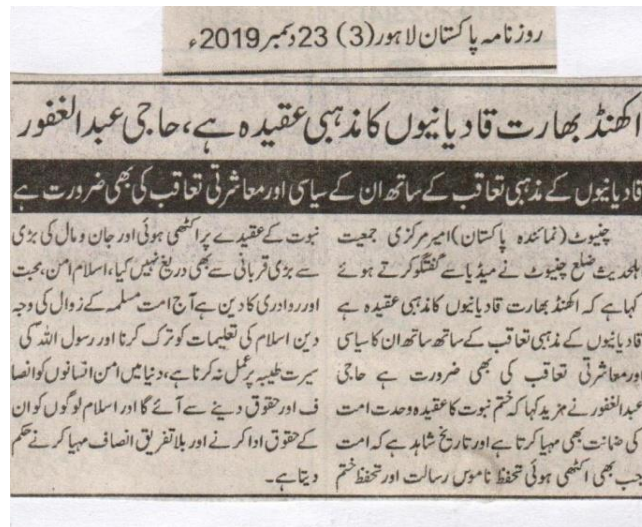 روزنامہ پاکستان لاہور (3) 23 دسمبر 2019ء
اکھنڈ بھارت قادیانیوں کا مذہبی عقیدہ ہے، حاجی عبدالغفور
قادیانیوں کے مذہبی تعاقب کے ساتھ ان کے سیاسی اور معاشرتی تعاقب کی بھی ضرورت ہے
چنیوٹ (نمائندہ پاکستان) امیر مرکزی جمعیت
اہلحدیث ضلع چنیوٹ نے میڈیا سے گفتگو کرتے ہوئے
کہا ہے کہ اکھنڈ بھارت قادیانیوں کا مذہبی عقیدہ ہے
قادیانیوں کے مذہبی تعاقب کے ساتھ ساتھ ان کا سیاسی
اور معاشرتی تعاقب کی بھی ضرورت ہے حاجی
عبدالغفور نے مزید کہا کہ ختم نبوت کا عقیدہ وحدت امت
کی ضمانت بھی مہیا کرتا ہے اور تاریخ شاہد ہے کہ امت
جب بھی اکٹھی ہوئی تحفظ ناموس رسالت اور تحفظ ختم
نبوت کے عقیدے پر اکٹھی ہوئی اور جان و مال کی بڑی
سے بڑی قربانی سے بھی دریغ نہیں کیا، اسلام امن، محبت
اور رواداری کا دین ہے آج امت مسلمہ کے زوال کی وجہ
دین اسلام کی تعلیمات کو ترک کرنا اور رسول اللہ کی
سیرت طیبہ پر عمل نہ کرنا ہے، دنیا میں امن انسانوں کو انصا
ف اور حقوق دینے سے آئے گا اور اسلام لوگوں کو ان
کے حقوق ادا کرنے اور بلا تفریق انصاف مہیا کرنے حکم
دیتا ہے۔